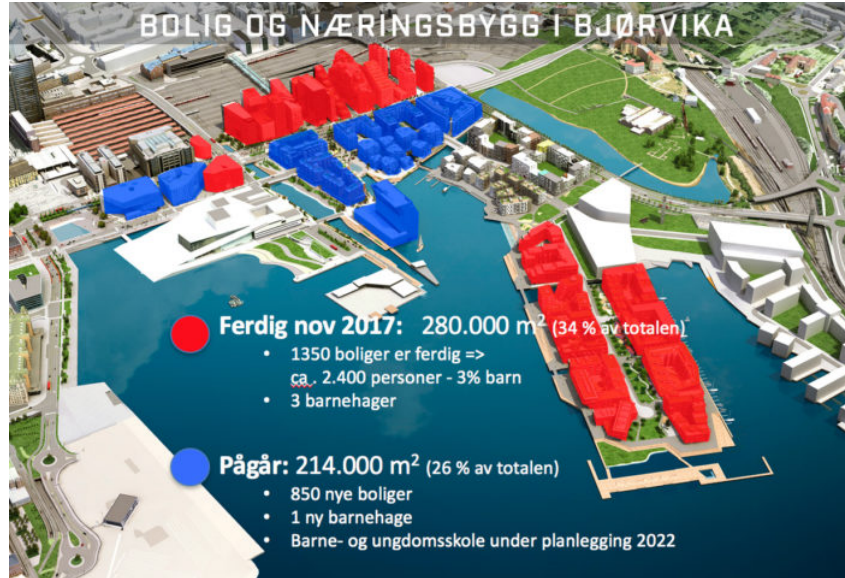 BOLIG OG NÆRINGSBYGG I BJØRVIKA
Ferdig nov 2017: 280.000 m² (34 % av totalen)
• 1350 boliger er ferdig =>
ca . 2.400 personer - 3% barn
• 3 barnehager
Pågår: 214.000 m² (26 % av totalen)
• 850 nye boliger
• 1 ny barnehage
• Barne- og ungdomsskole under planlegging 2022